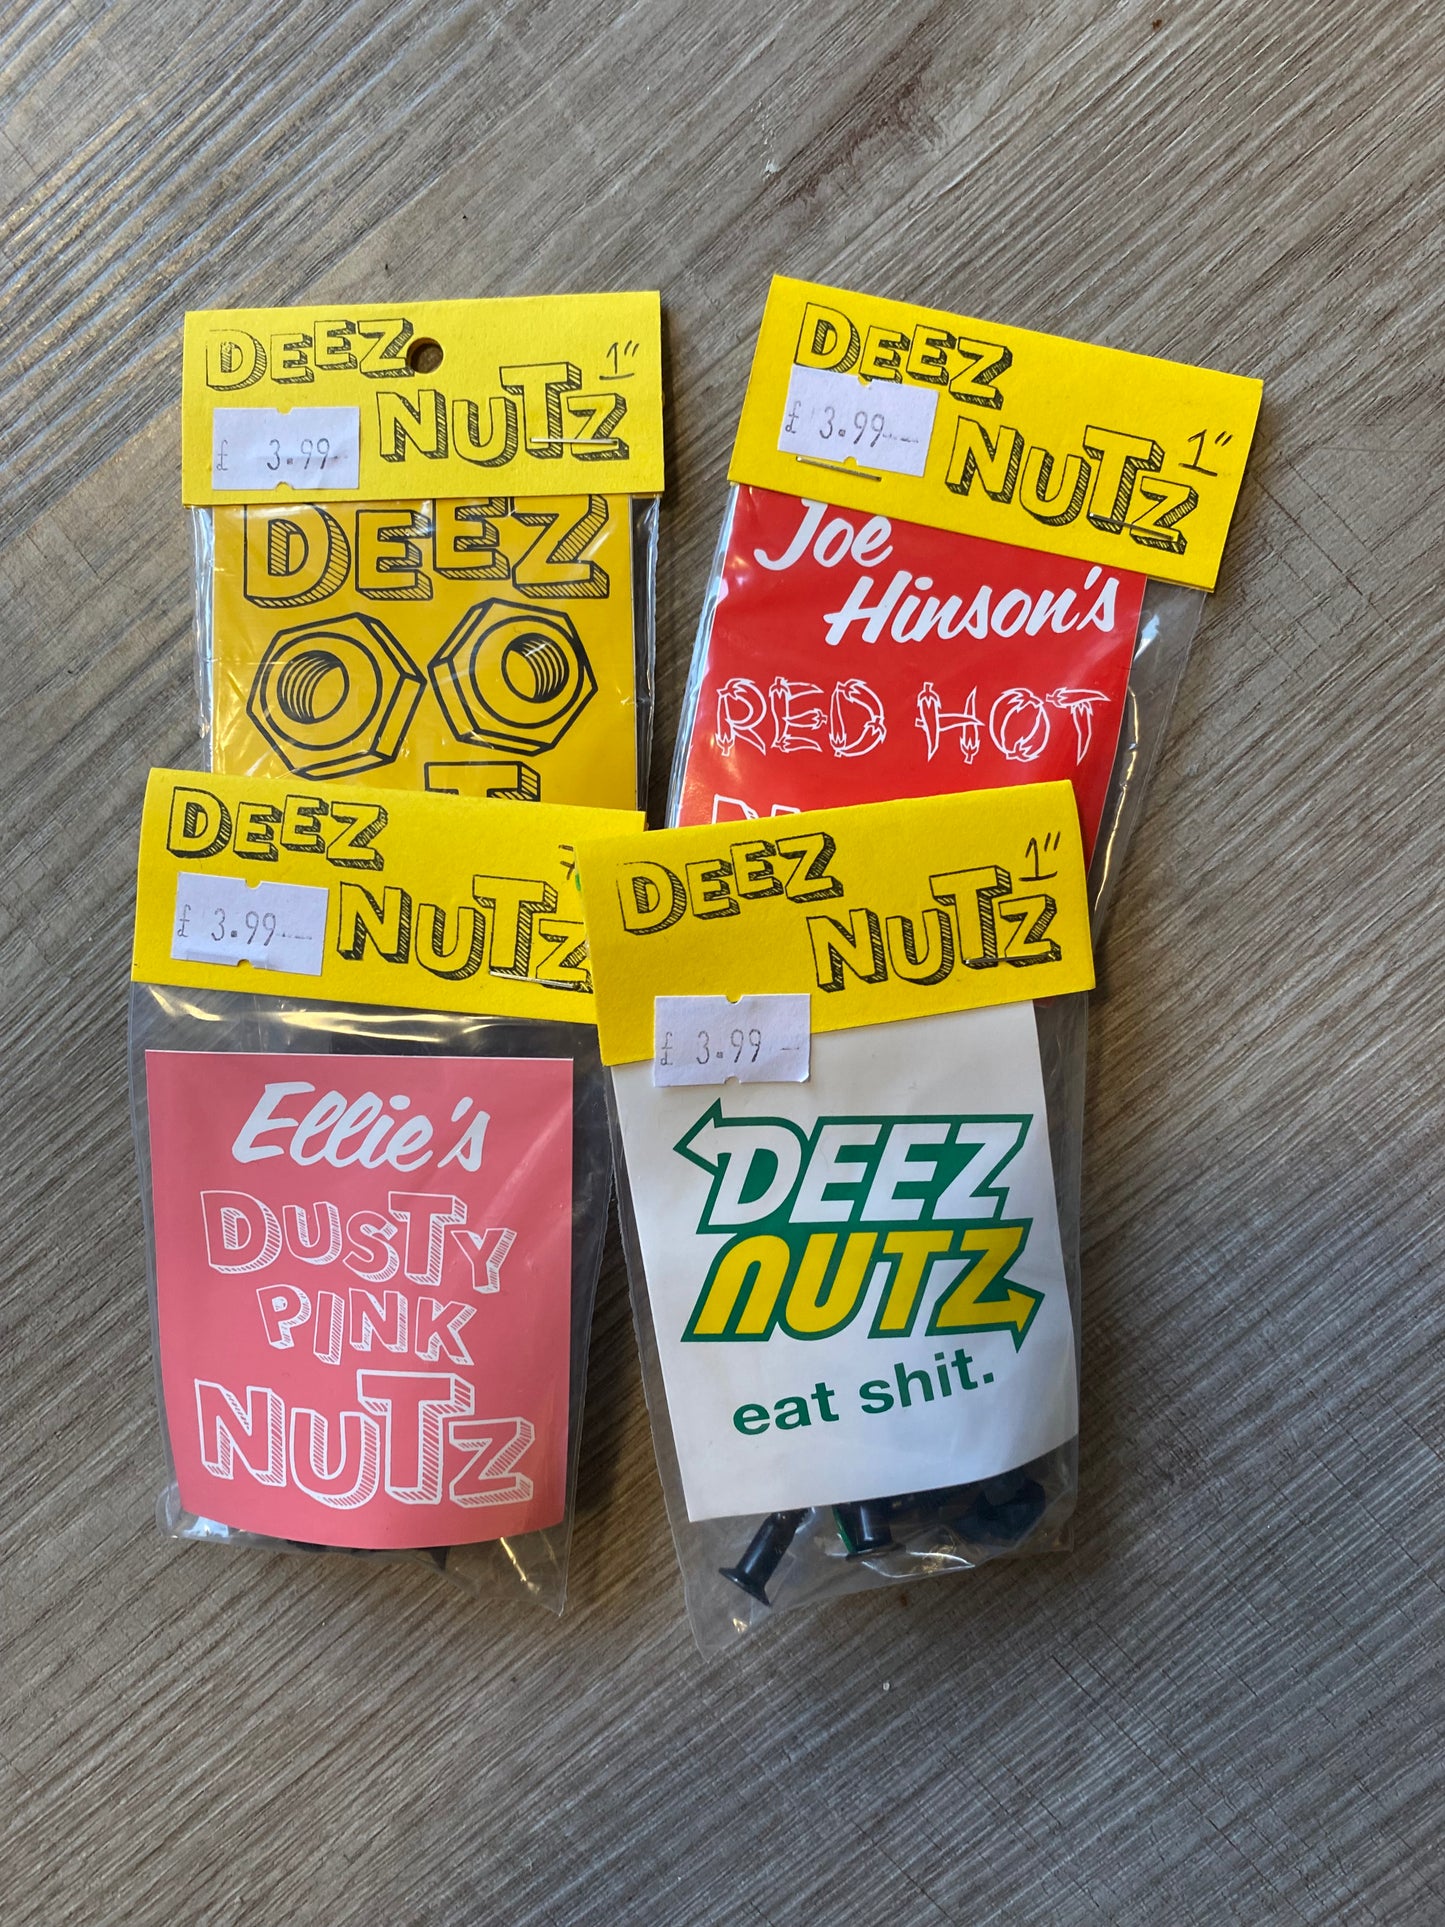 DEEZ
NUTZ
1"
£ 3.99
DEEZ
DEEZ
NUTZ
1"
£ 3.99
Joe
Hinson's
RED HOT
DEEZ
NUTZ
£ 3.99
Ellie's
DUSTY
PINK
NUTZ
DEEZ
NUTZ
1"
£ 3.99
DEEZ
NUTZ
eat shit.